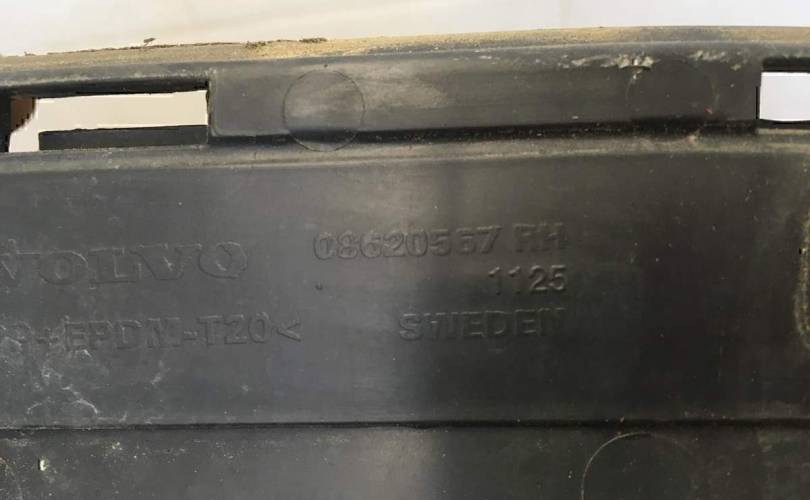 VOLVO
08620567 RH
1125
+EPDM-T20<
SWEDEN